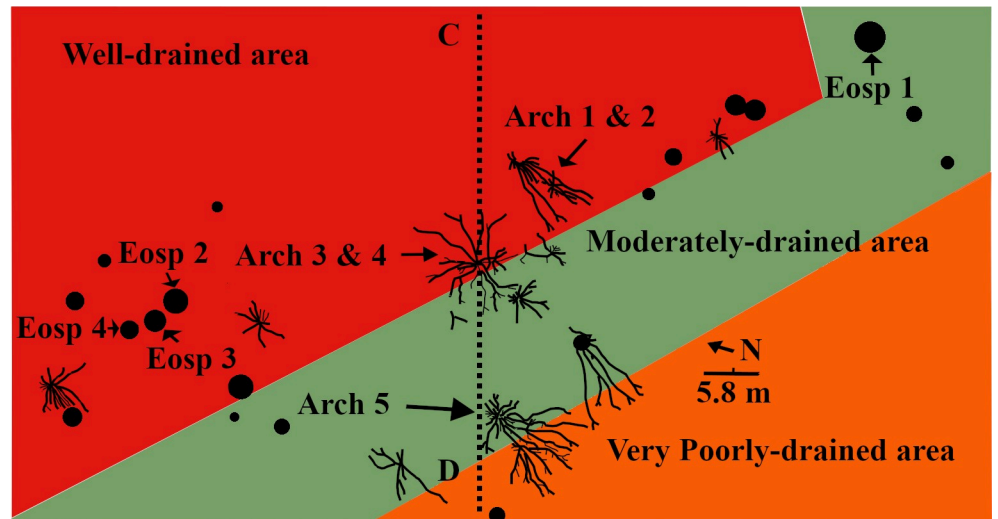 C
Well-drained area
Eosp 1
Arch 1 & 2
Moderately-drained area
Eosp 2
Arch 3 & 4
Eosp 4
Eosp 3
N
5.8 m
Arch 5
D
Very Poorly-drained area